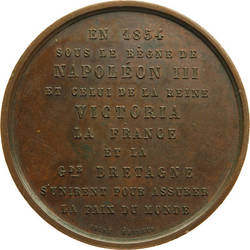 EN 1854
SOUS LE RÈGNE DE
NAPOLÉON III
ET CELUI DE LA REINE
VICTORIA
LA FRANCE
ET LA
GDE BRETAGNE
S'UNIRENT POUR ASSURER
LA PAIX DU MONDE